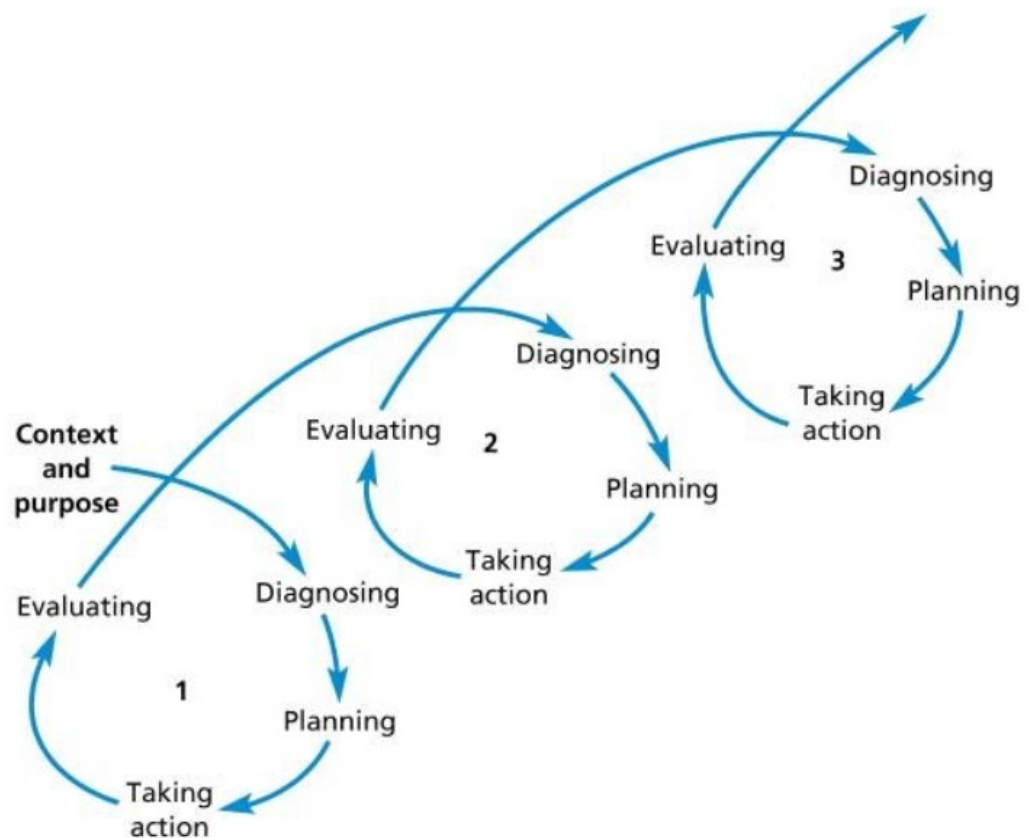 Diagnosing
Evaluating
3
Planning
Taking
action
Diagnosing
Evaluating
2
Planning
Taking
action
Context
and
purpose
Diagnosing
Evaluating
1
Planning
Taking
action